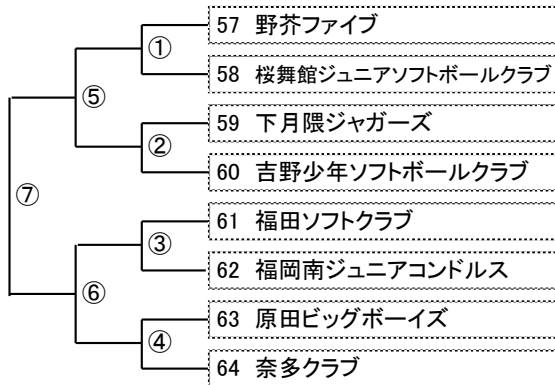 ① 57 野芥ファイブ
58 桜舞館ジュニアソフトボールクラブ
⑤
② 59 下月隈ジャガーズ
60 吉野少年ソフトボールクラブ
⑦
③ 61 福田ソフトクラブ
62 福岡南ジュニアコンドルス
⑥
④ 63 原田ビッグボーイズ
64 奈多クラブ